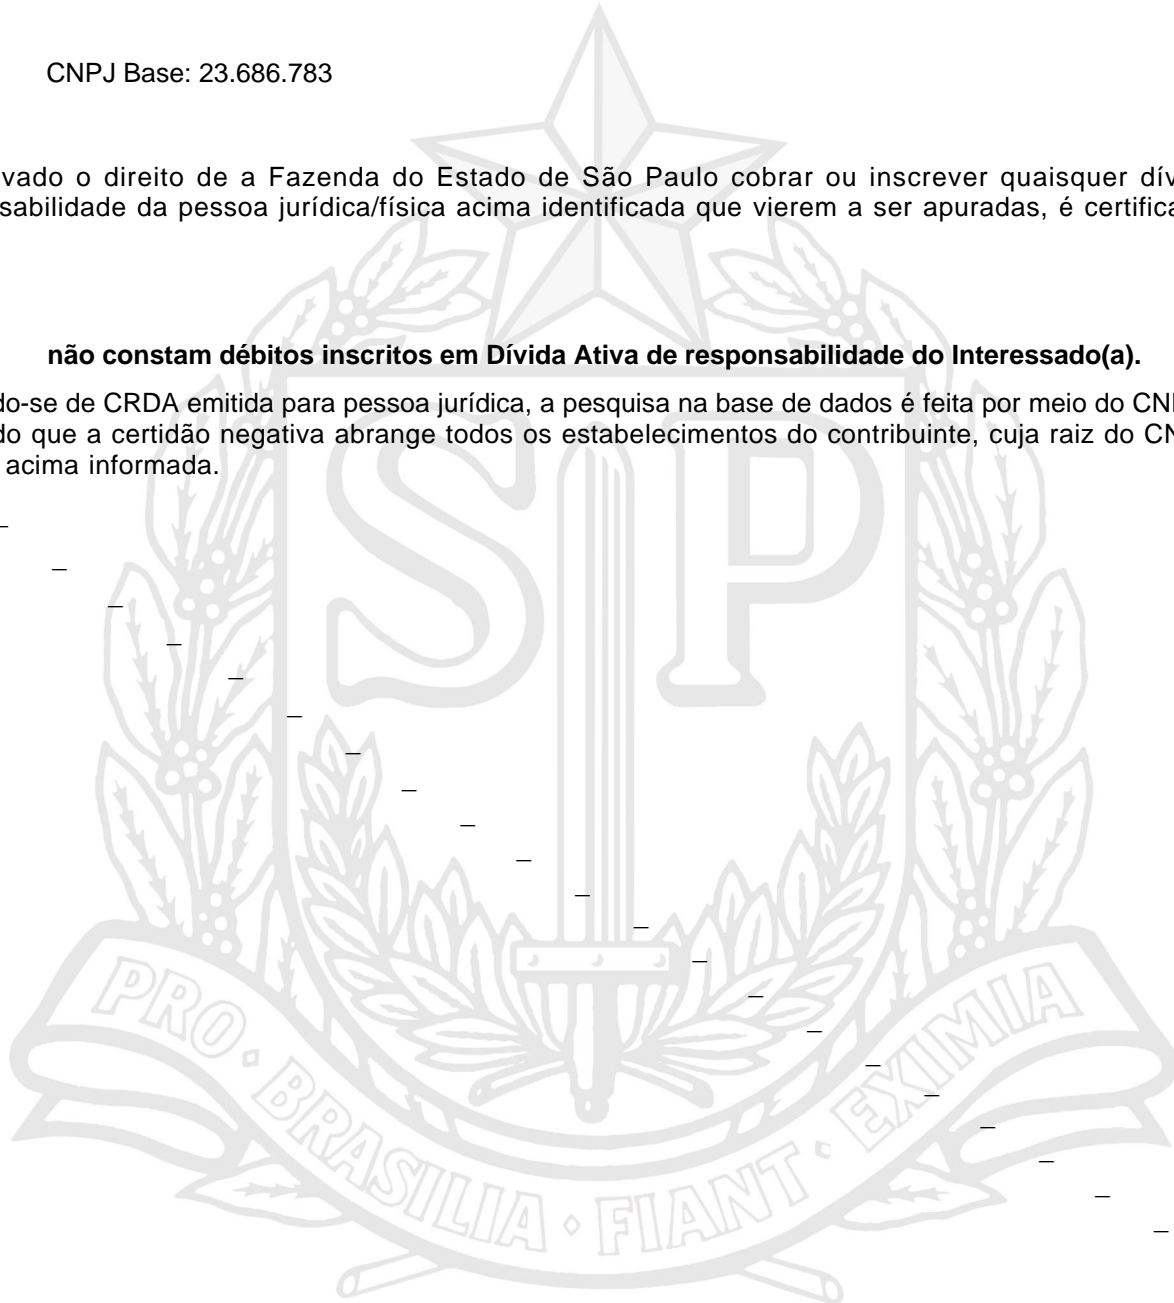 CNPJ Base: 23.686.783
vado o direito de a Fazenda do Estado de São Paulo cobrar ou inscrever quaisquer dív
sabilidade da pessoa jurídica/física acima identificada que vierem a ser apuradas, é certifica
não constam débitos inscritos em Dívida Ativa de responsabilidade do Interessado(a).
do-se de CRDA emitida para pessoa jurídica, a pesquisa na base de dados é feita por meio do CN
do que a certidão negativa abrange todos os estabelecimentos do contribuinte, cuja raiz do CN
acima informada.
SP
PRO • BRASILIA • FIANT • EXIMIA